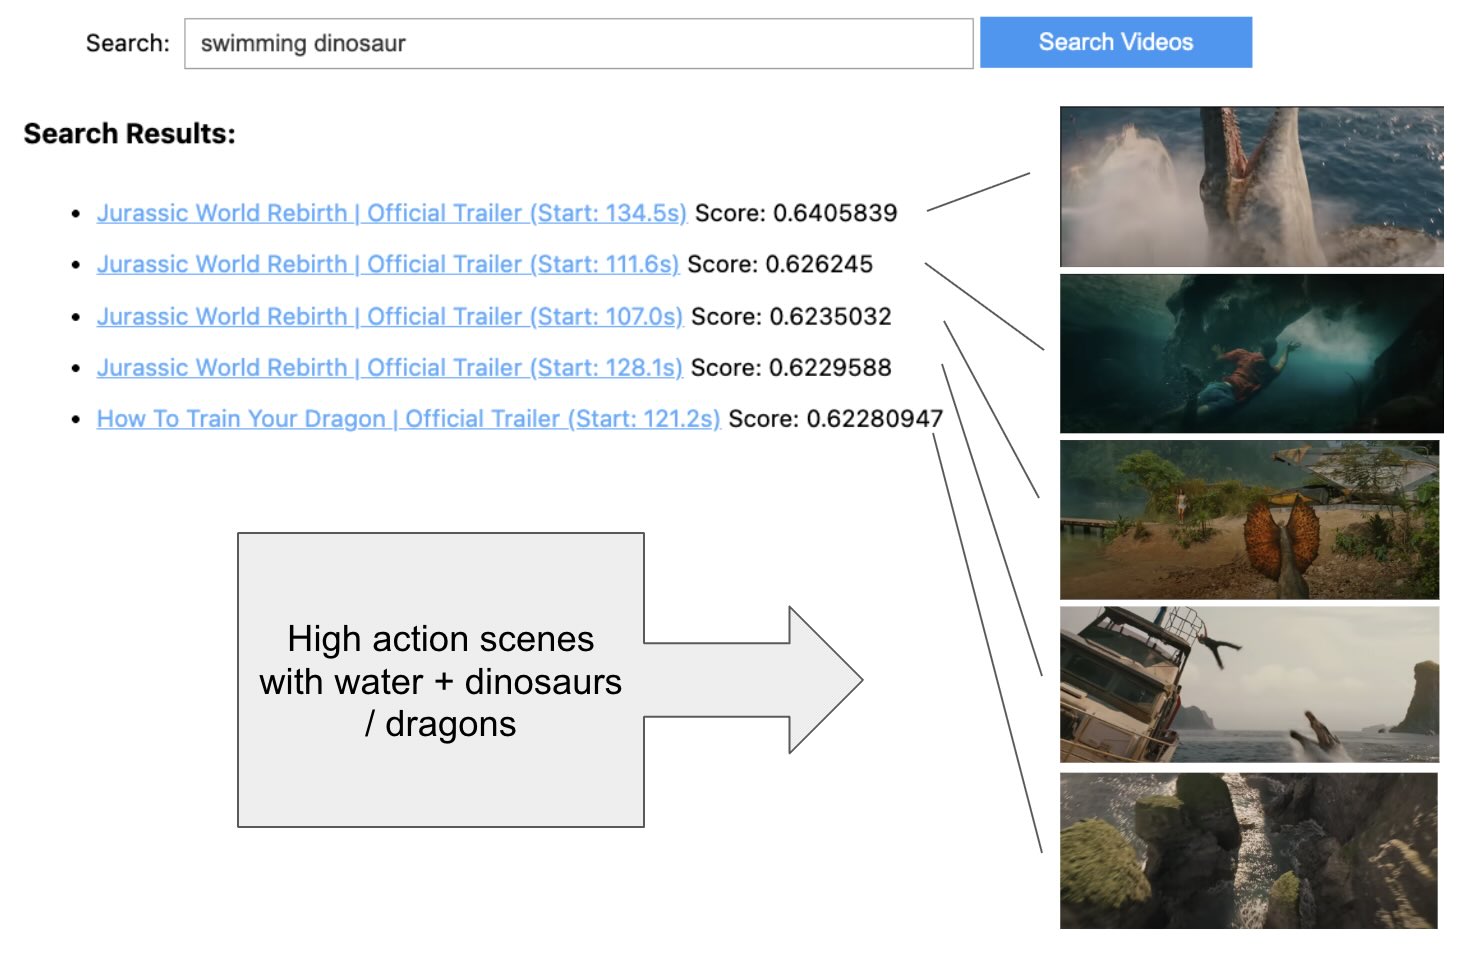 Search: swimming dinosaur Search Videos
Search Results:
• Jurassic World Rebirth | Official Trailer (Start: 134.5s) Score: 0.6405839
• Jurassic World Rebirth | Official Trailer (Start: 111.6s) Score: 0.626245
• Jurassic World Rebirth | Official Trailer (Start: 107.0s) Score: 0.6235032
• Jurassic World Rebirth | Official Trailer (Start: 128.1s) Score: 0.6229588
• How To Train Your Dragon | Official Trailer (Start: 121.2s) Score: 0.62280947
High action scenes
with water + dinosaurs
/ dragons